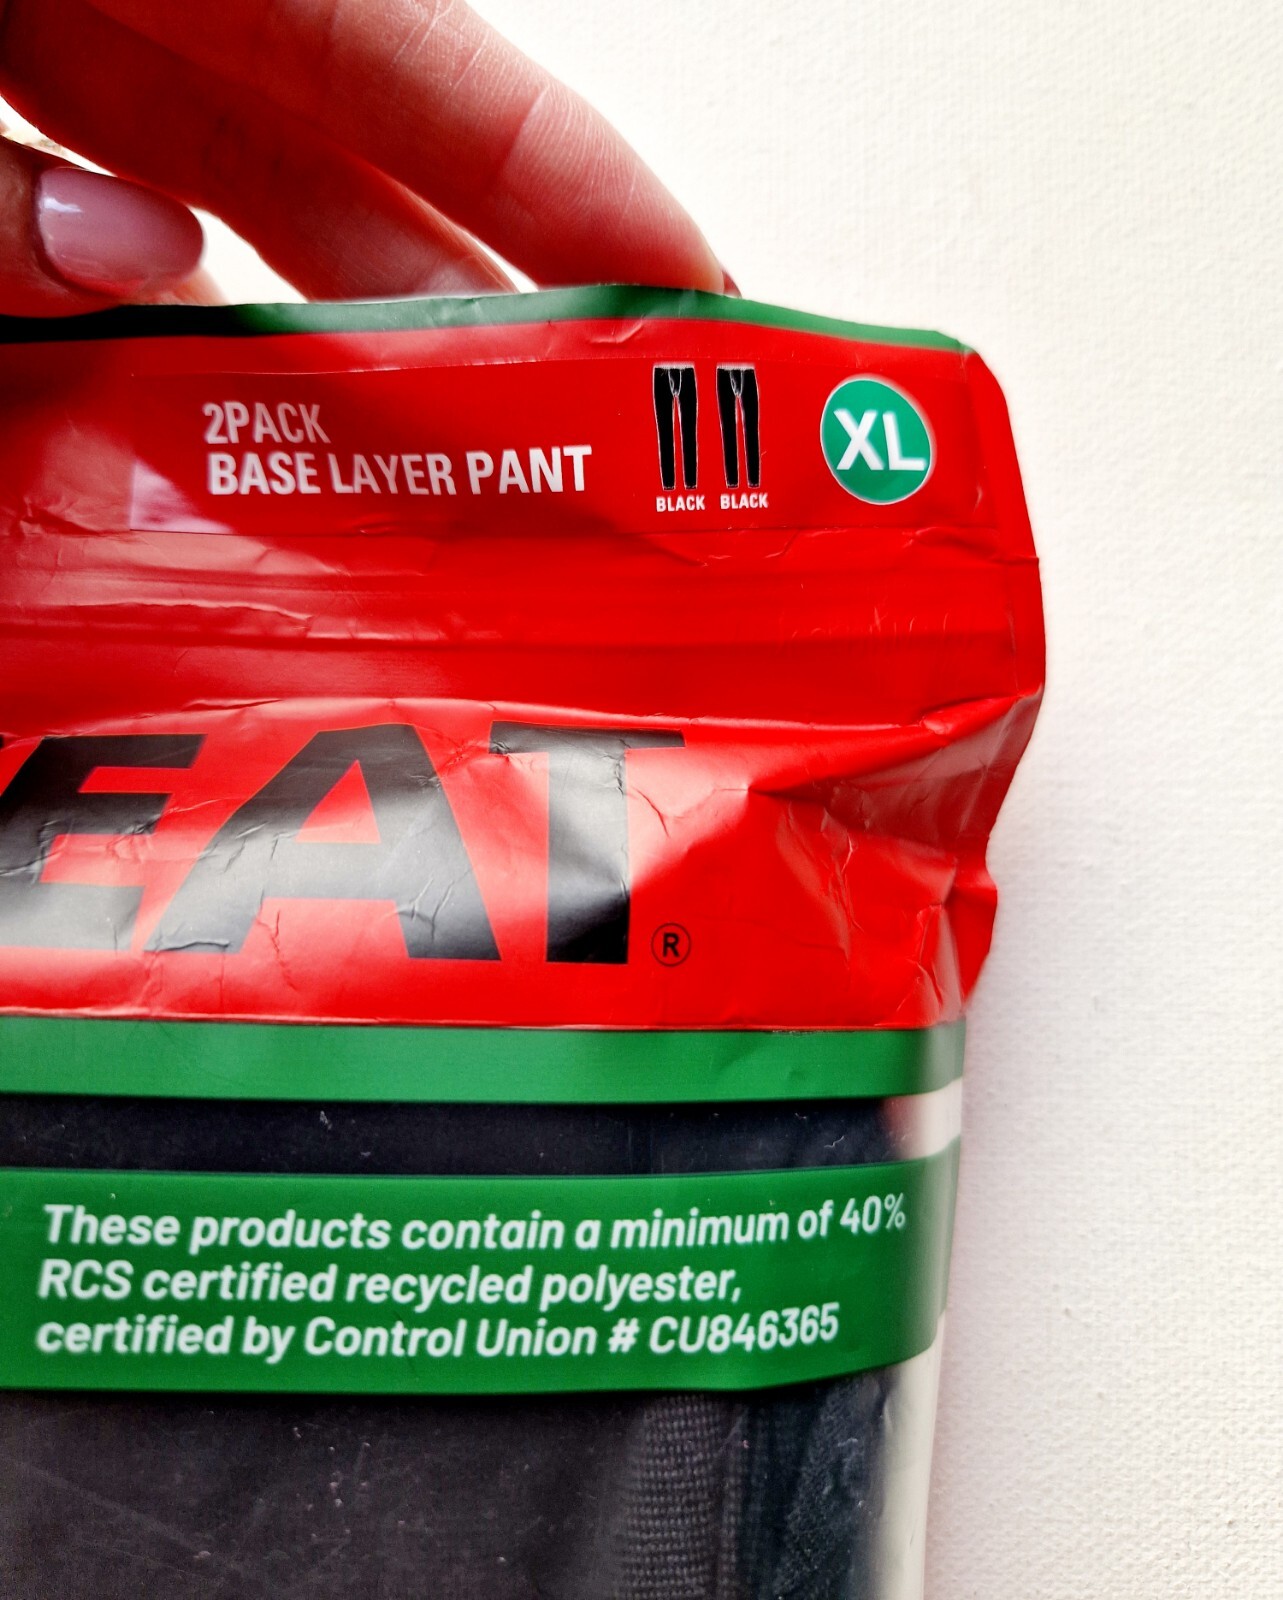 2PACK
BASE LAYER PANT
BLACK BLACK
XL
EAT
®
These products contain a minimum of 40%
RCS certified recycled polyester,
certified by Control Union # CU846365